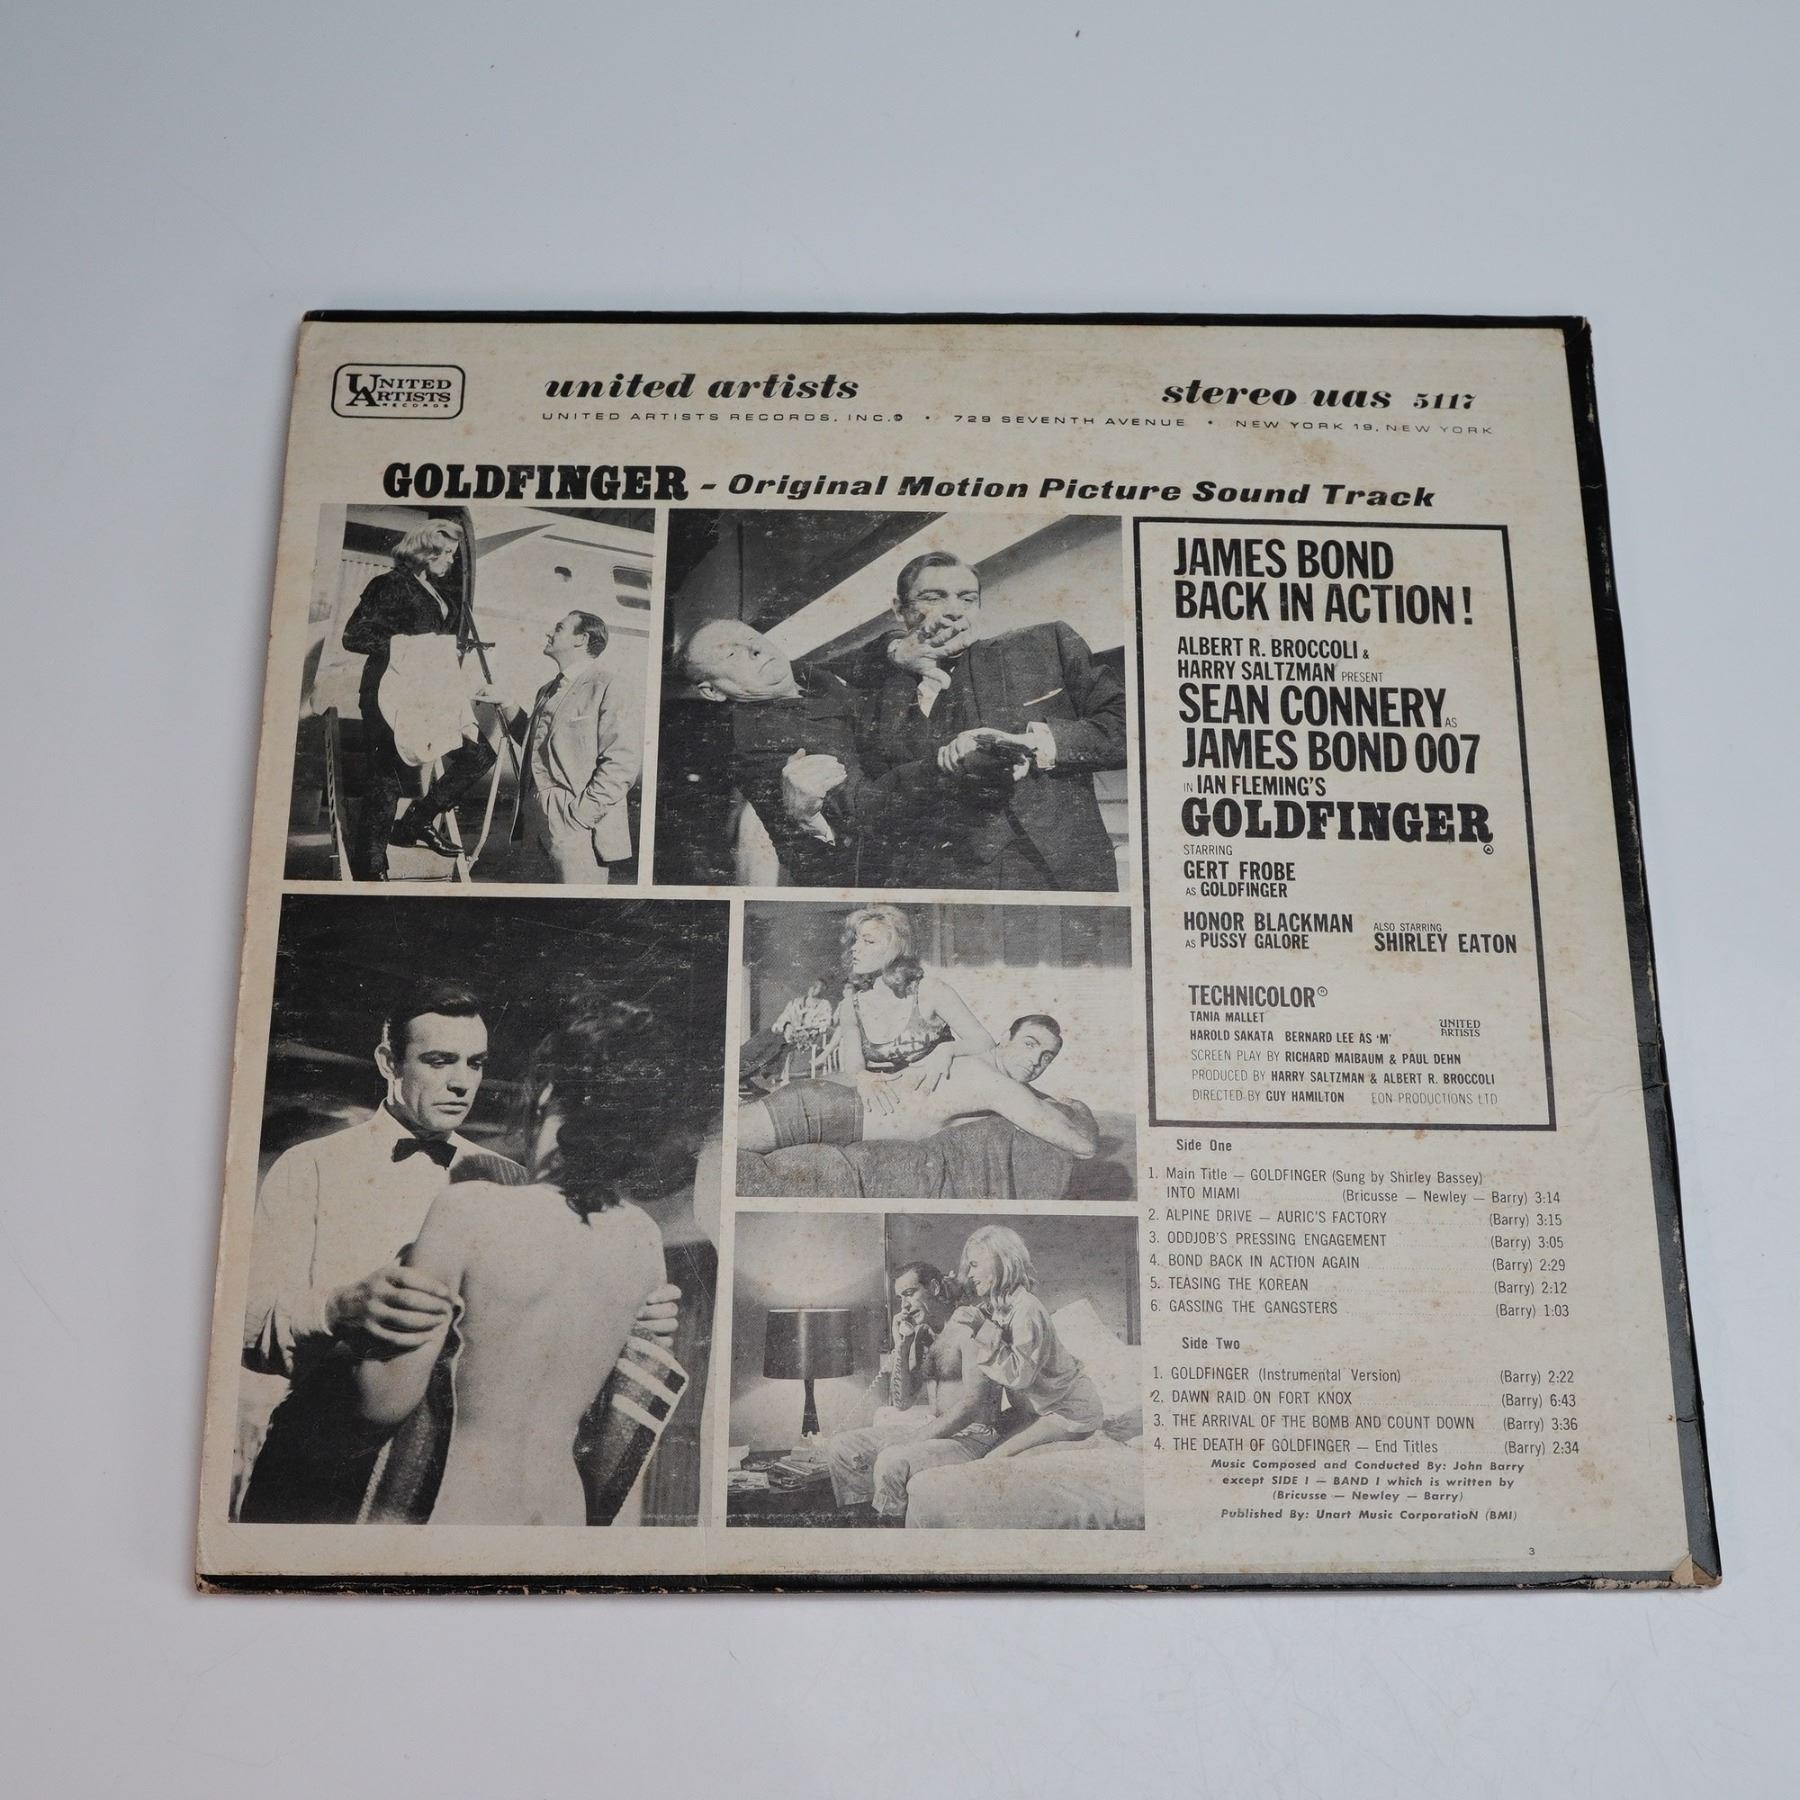 UNITED
ARTISTS
RECORDS
united artists
stereo uas 5117
UNITED ARTISTS RECORDS, INC.℗ • 729 SEVENTH AVENUE • NEW YORK 19, NEW YORK
GOLDFINGER - Original Motion Picture Sound Track
JAMES BOND
BACK IN ACTION!
ALBERT R. BROCCOLI &
HARRY SALTZMAN PRESENT
SEAN CONNERY AS
JAMES BOND 007
IN IAN FLEMING'S
GOLDFINGER
STARRING
GERT FROBE
AS GOLDFINGER
HONOR BLACKMAN
AS PUSSY GALORE
ALSO STARRING
SHIRLEY EATON
TECHNICOLOR®
TANIA MALLET
HAROLD SAKATA BERNARD LEE AS 'M'
UNITED
ARTISTS
SCREEN PLAY BY RICHARD MAIBAUM & PAUL DEHN
PRODUCED BY HARRY SALTZMAN & ALBERT R. BROCCOLI
DIRECTED BY GUY HAMILTON EON PRODUCTIONS LTD
Side One
1. Main Title — GOLDFINGER (Sung by Shirley Bassey)
INTO MIAMI (Bricusse — Newley — Barry) 3:14
2. ALPINE DRIVE — AURIC'S FACTORY (Barry) 3:15
3. ODDJOB'S PRESSING ENGAGEMENT (Barry) 3:05
4. BOND BACK IN ACTION AGAIN (Barry) 2:29
5. TEASING THE KOREAN (Barry) 2:12
6. GASSING THE GANGSTERS (Barry) 1:03
Side Two
1. GOLDFINGER (Instrumental Version) (Barry) 2:22
2. DAWN RAID ON FORT KNOX (Barry) 6:43
3. THE ARRIVAL OF THE BOMB AND COUNT DOWN (Barry) 3:36
4. THE DEATH OF GOLDFINGER — End Titles (Barry) 2:34
Music Composed and Conducted By: John Barry
except SIDE I — BAND I which is written by
(Bricusse — Newley — Barry)
Published By: Unart Music CorporatioN (BMI)
3